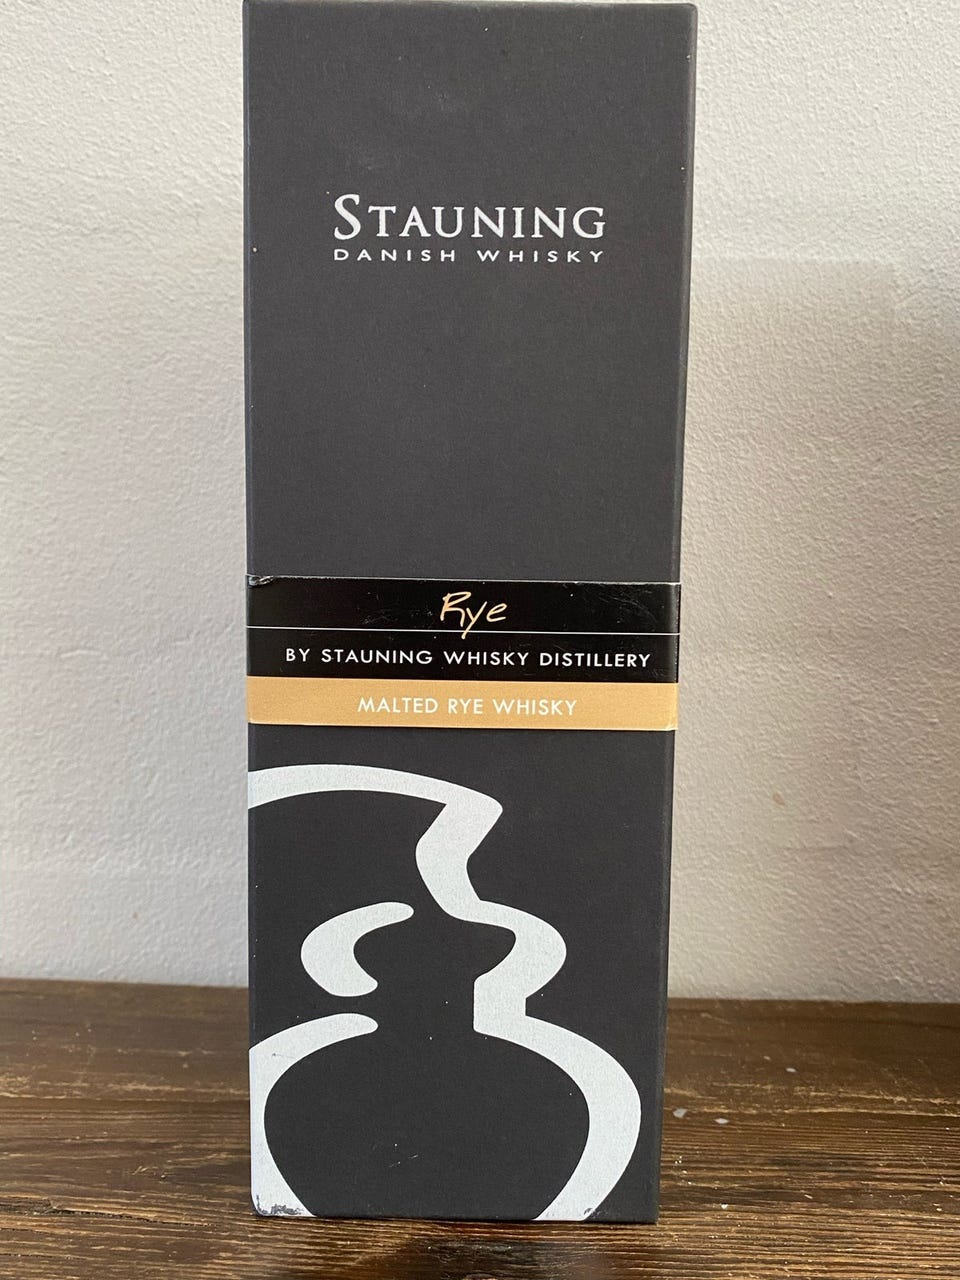 STAUNING
DANISH WHISKY
Rye
BY STAUNING WHISKY DISTILLERY
MALTED RYE WHISKY